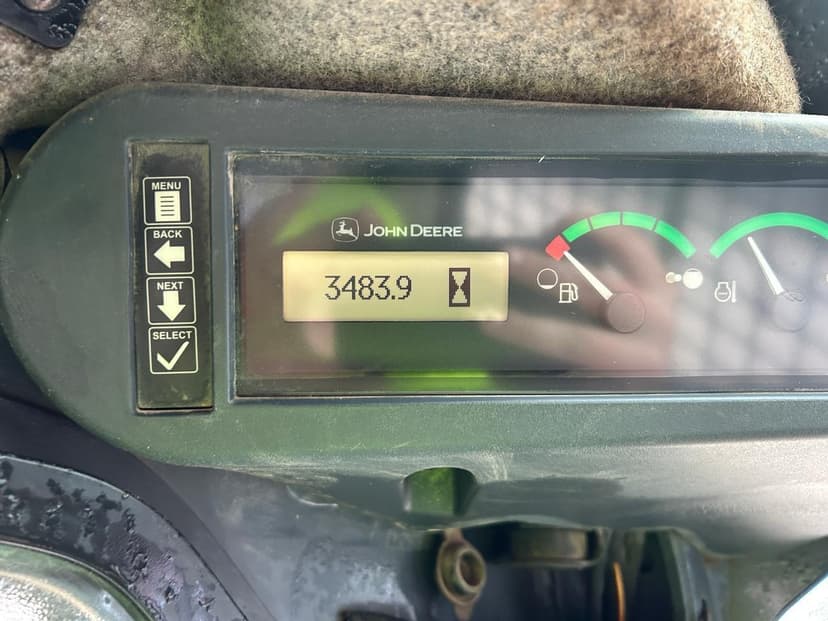 MENU
BACK
NEXT
SELECT
JOHN DEERE
3483.9